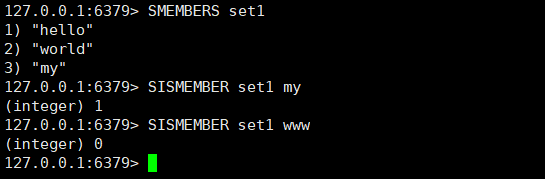 127.0.0.1:6379> SMEMBERS set1
1) "hello"
2) "world"
3) "my"
127.0.0.1:6379> SISMEMBER set1 my
(integer) 1
127.0.0.1:6379> SISMEMBER set1 www
(integer) 0
127.0.0.1:6379>